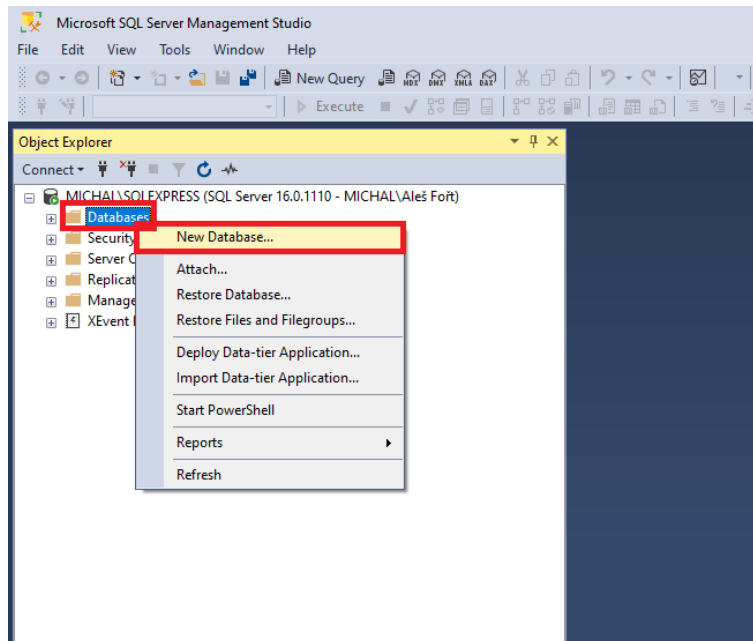 Microsoft SQL Server Management Studio
File Edit View Tools Window Help
New Query MDX DMX XMLA DAX
Execute
Object Explorer
Connect
MICHAL\SQLEXPRESS (SQL Server 16.0.1110 - MICHAL\Aleš Fořt)
Databases
Security
New Database...
Server
Attach...
Replicat
Restore Database...
Manage
Restore Files and Filegroups...
XEvent
Deploy Data-tier Application...
Import Data-tier Application...
Start PowerShell
Reports
Refresh